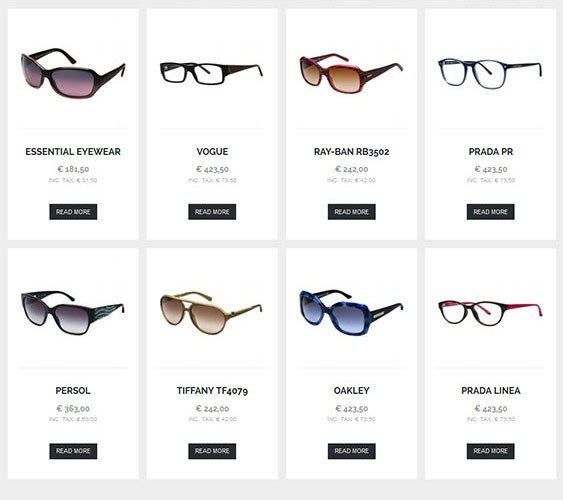 ESSENTIAL EYEWEAR
€ 181,50
INC. TAX: € 31,50
READ MORE
VOGUE
€ 423,50
INC. TAX: € 73,50
READ MORE
RAY-BAN RB3502
€ 242,00
INC. TAX: € 42,00
READ MORE
PRADA PR
€ 423,50
INC. TAX: € 73,50
READ MORE
PERSOL
€ 363,00
INC. TAX: € 63,00
READ MORE
TIFFANY TF4079
€ 242,00
INC. TAX: € 42,00
READ MORE
OAKLEY
€ 423,50
INC. TAX: € 73,50
READ MORE
PRADA LINEA
€ 423,50
INC. TAX: € 73,50
READ MORE